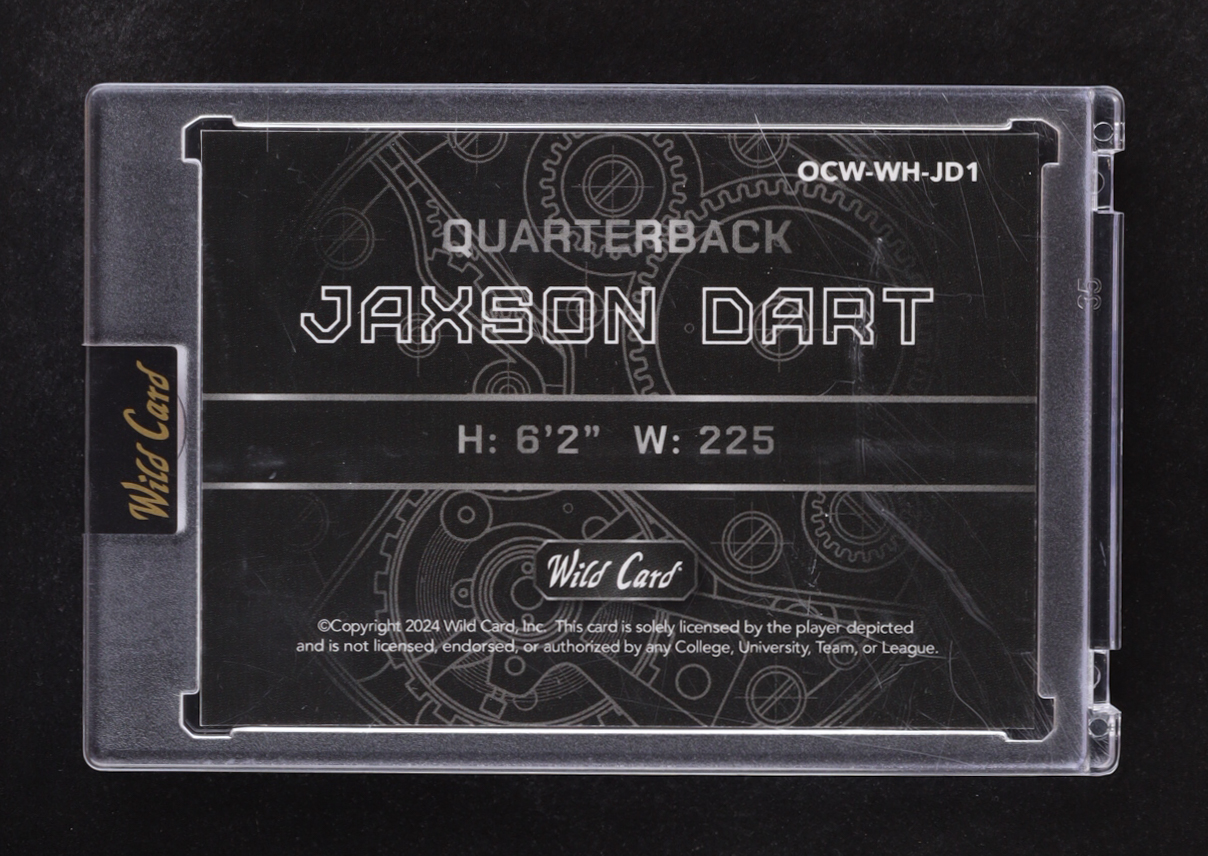 OCW-WH-JD1
QUARTERBACK
JAXSON DART
H: 6'2" W: 225
Wild Card
Wild Card
©Copyright 2024 Wild Card, Inc. This card is solely licensed by the player depicted
and is not licensed, endorsed, or authorized by any College, University, Team, or League.
35